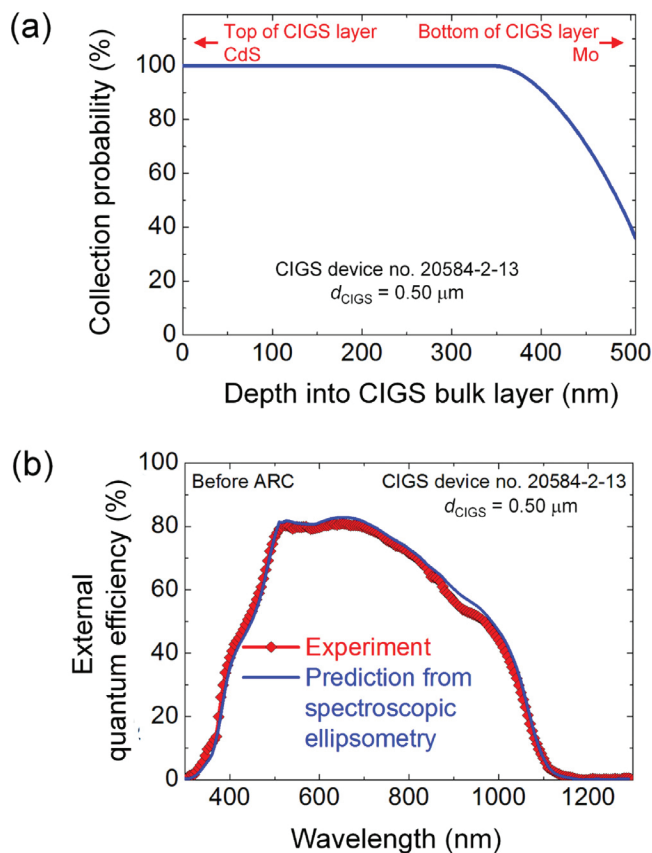 (a)
Top of CIGS layer Bottom of CIGS layer
CdS Mo
Collection probability (%)
100
80
60
40
20
0
CIGS device no. 20584-2-13
dCIGS = 0.50 μm
0 100 200 300 400 500
Depth into CIGS bulk layer (nm)
(b)
External
quantum efficiency (%)
100
80
60
40
20
0
Before ARC CIGS device no. 20584-2-13
dCIGS = 0.50 μm
Experiment
Prediction from
spectroscopic
ellipsometry
400 600 800 1000 1200
Wavelength (nm)